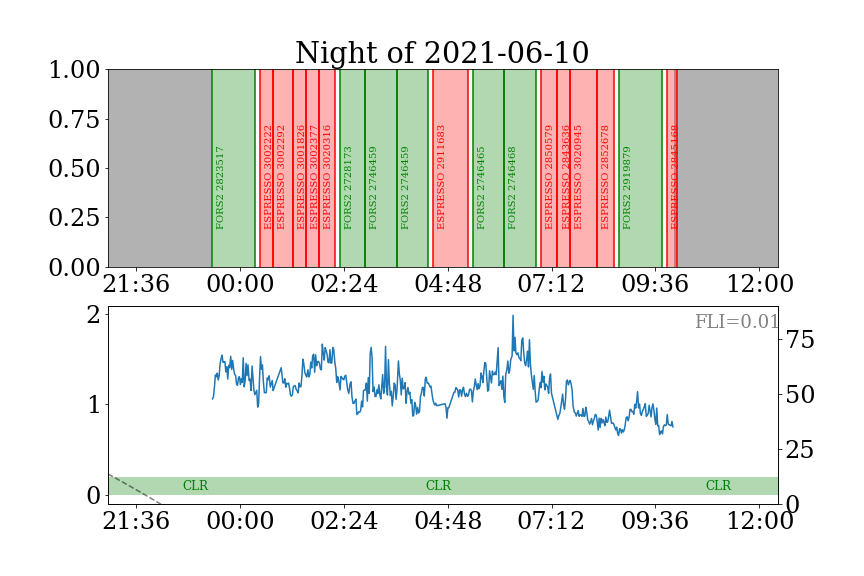 Night of 2021-06-10
1.00
0.75
0.50
0.25
0.00
FORS2 2823517
ESPRESSO 3002222
ESPRESSO 3002292
ESPRESSO 3001826
ESPRESSO 3002377
ESPRESSO 3020316
FORS2 2728173
FORS2 2746459
FORS2 2746459
ESPRESSO 2911683
FORS2 2746465
FORS2 2746468
ESPRESSO 2850579
ESPRESSO 2843636
ESPRESSO 3020945
ESPRESSO 2852678
FORS2 2919879
ESPRESSO 2845168
21:36 00:00 02:24 04:48 07:12 09:36 12:00
FLI=0.01
2
1
0
75
50
25
0
CLR CLR CLR
21:36 00:00 02:24 04:48 07:12 09:36 12:00